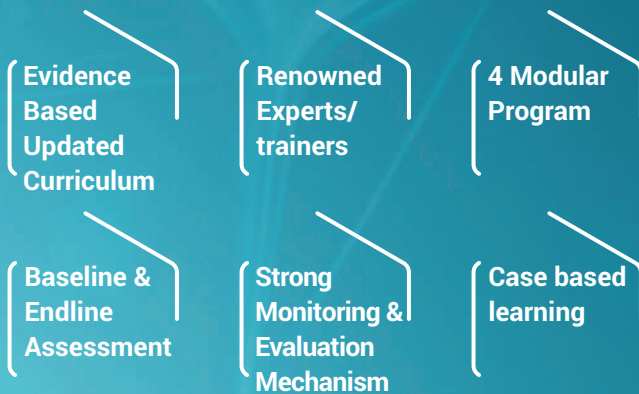 Evidence
Based
Updated
Curriculum
Renowned
Experts/
trainers
4 Modular
Program
Baseline &
Endline
Assessment
Strong
Monitoring &
Evaluation
Mechanism
Case based
learning